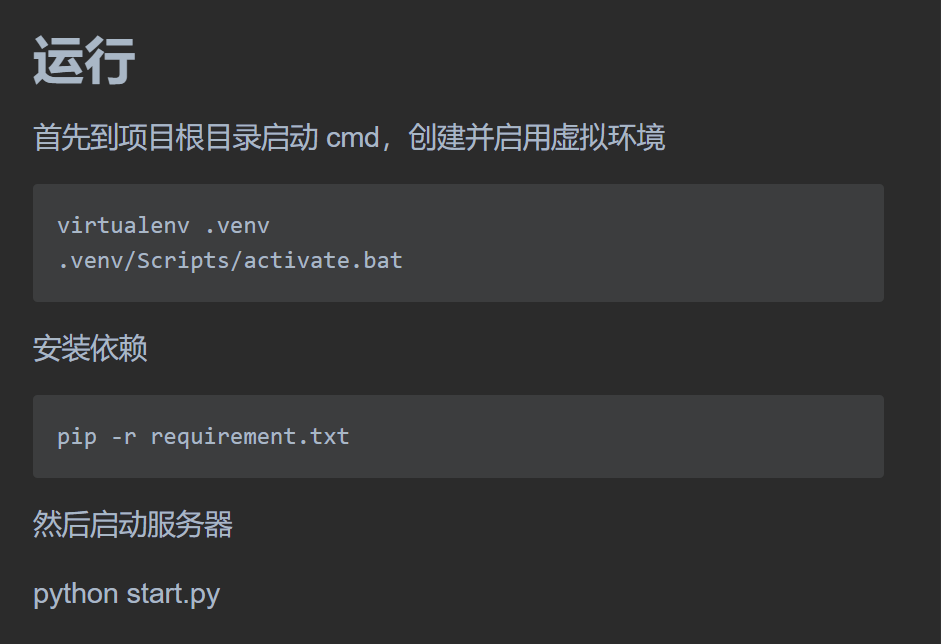 运行
首先到项目根目录启动 cmd，创建并启用虚拟环境
virtualenv .venv
.venv/Scripts/activate.bat
安装依赖
pip -r requirement.txt
然后启动服务器
python start.py